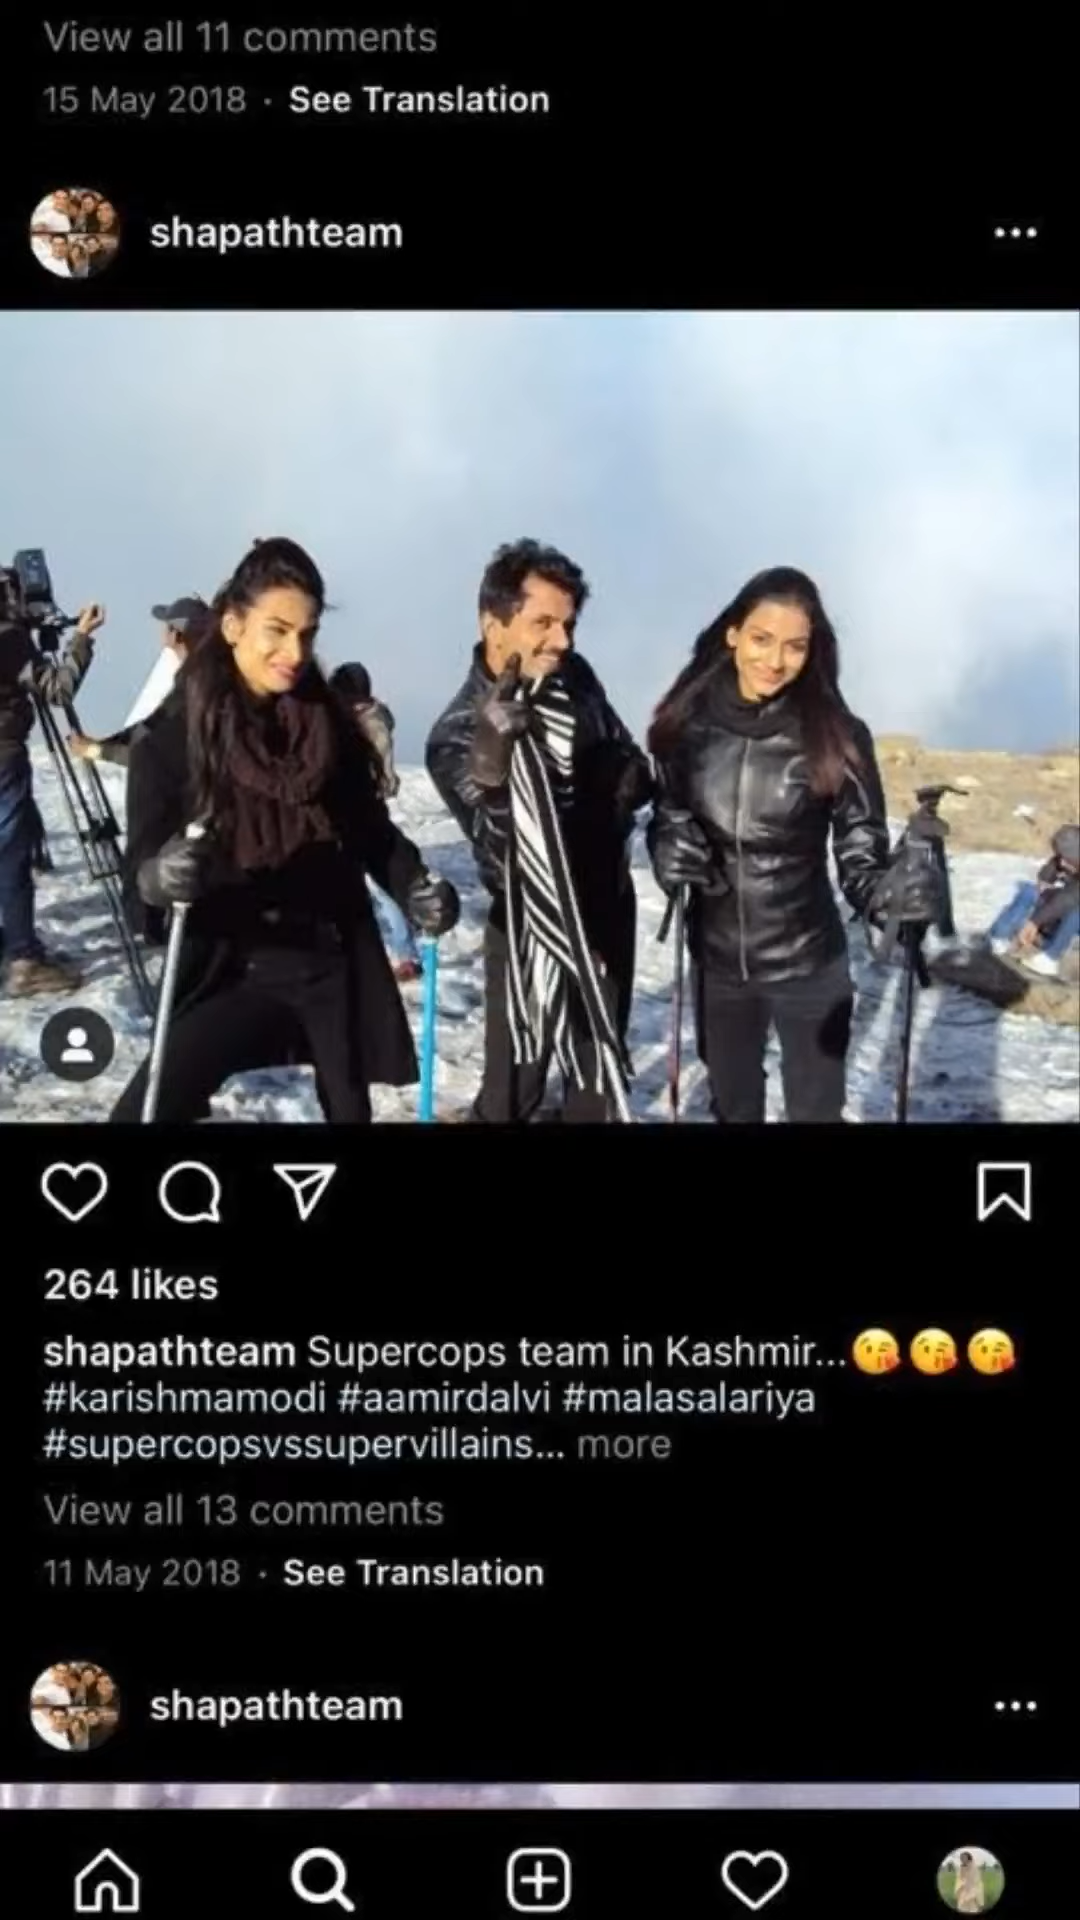 View all 11 comments
15 May 2018 · See Translation
shapathteam
264 likes
shapathteam Supercops team in Kashmir...😘😘😘
#karishmamodi #aamirdalvi #malasalariya
#supercopsvssupervillains... more
View all 13 comments
11 May 2018 · See Translation
shapathteam